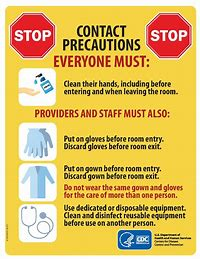 STOP
CONTACT
PRECAUTIONS
STOP
EVERYONE MUST:
Clean their hands, including before
entering and when leaving the room.
PROVIDERS AND STAFF MUST ALSO:
Put on gloves before room entry.
Discard gloves before room exit.
Put on gown before room entry.
Discard gown before room exit.
Do not wear the same gown and gloves
for the care of more than one person.
Use dedicated or disposable equipment.
Clean and disinfect reusable equipment
before use on another person.
CDC
U.S. Department of
Health and Human Services
Centers for Disease
Control and Prevention